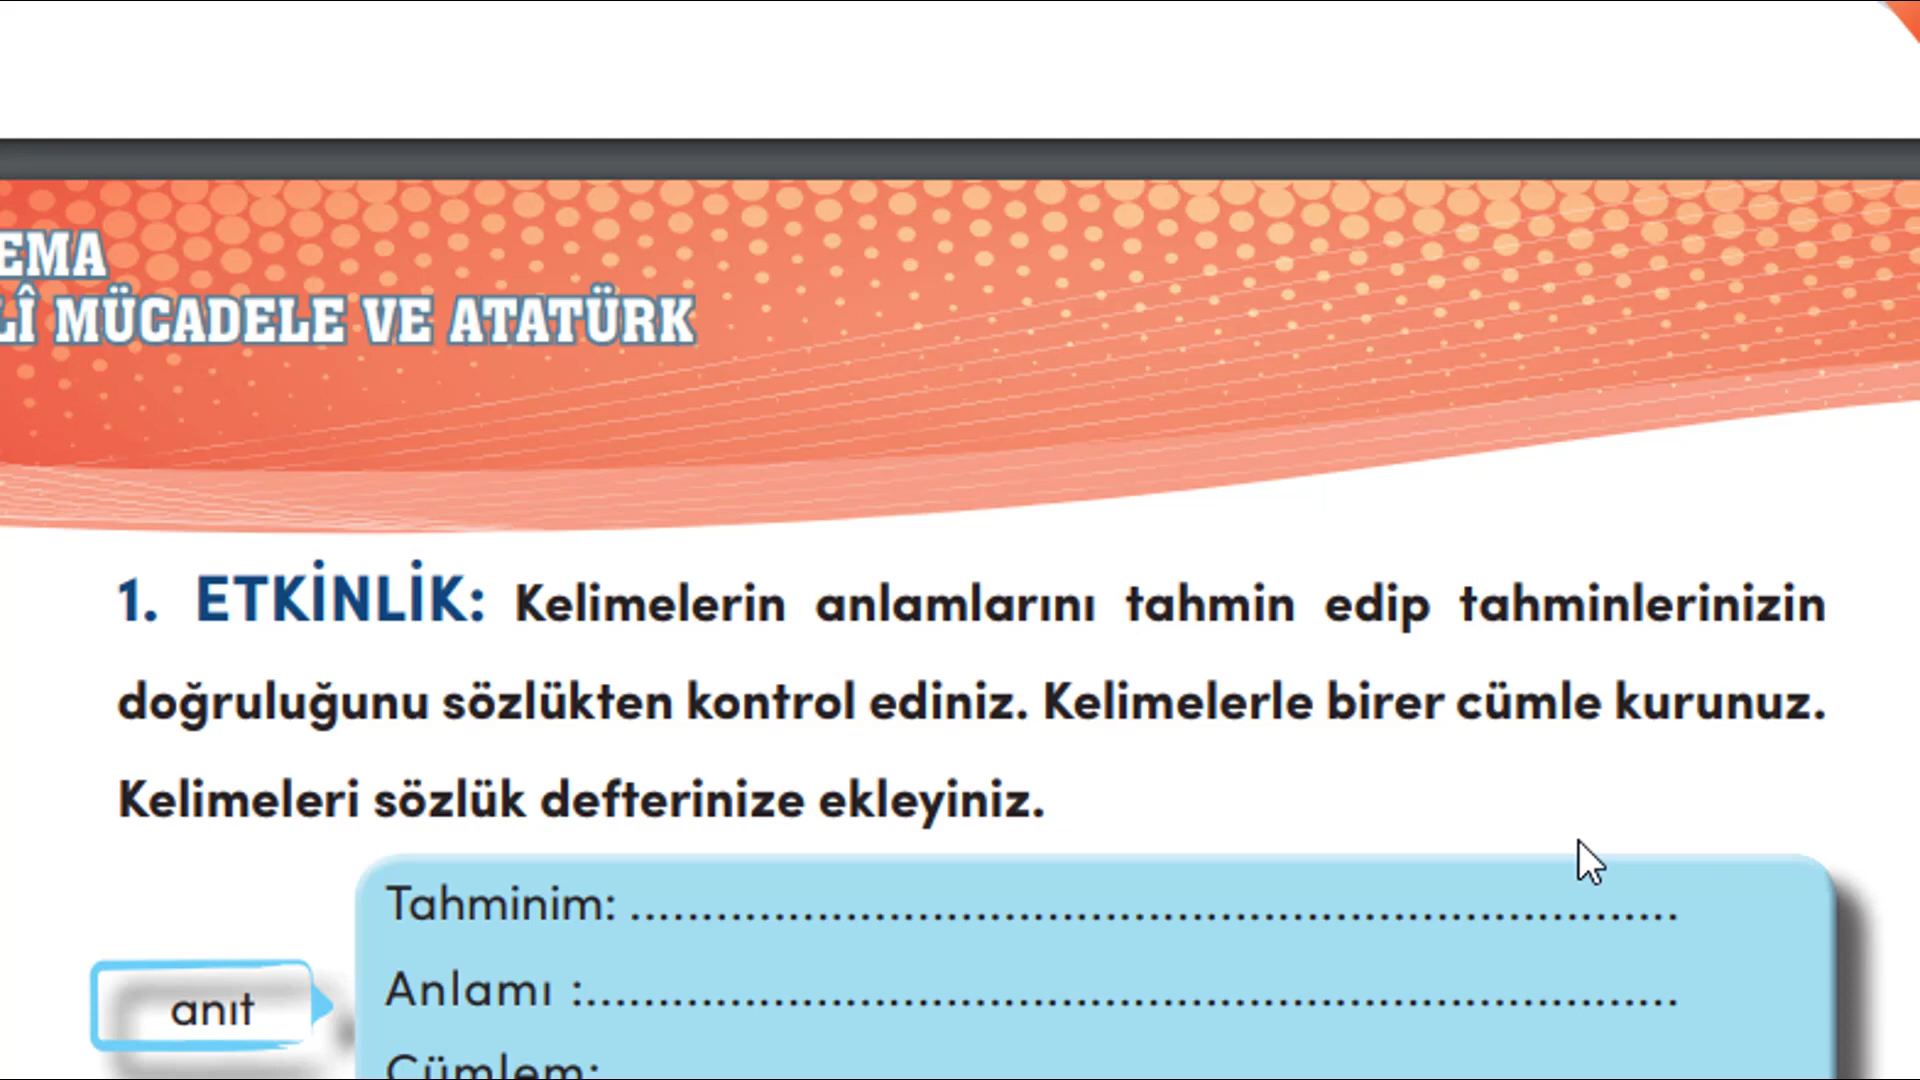 EMA
LÎ MÜCADELE VE ATATÜRK
1. ETKİNLİK: Kelimelerin anlamlarını tahmin edip tahminlerinizin
doğruluğunu sözlükten kontrol ediniz. Kelimelerle birer cümle kurunuz.
Kelimeleri sözlük defterinize ekleyiniz.
Tahminim: ..........................................................................
Anlamı :.............................................................................
anıt
Cümlem: